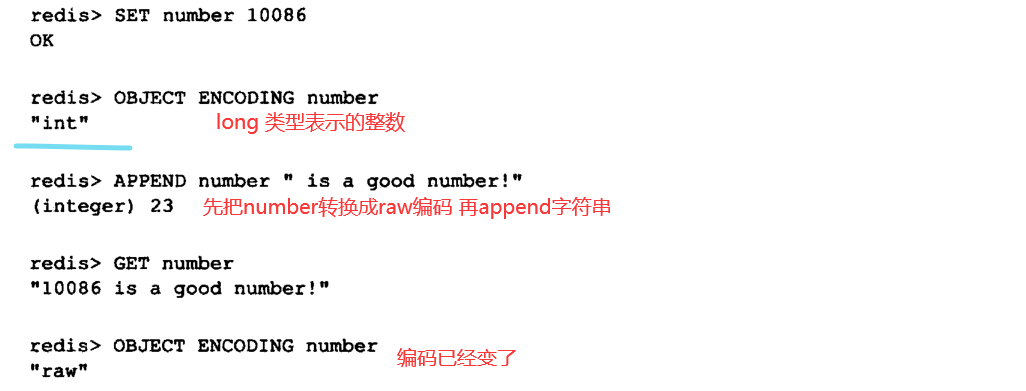 redis> SET number 10086
OK
redis> OBJECT ENCODING number
"int" long 类型表示的整数
redis> APPEND number " is a good number!"
(integer) 23 先把number转换成raw编码 再append字符串
redis> GET number
"10086 is a good number!"
redis> OBJECT ENCODING number
"raw" 编码已经变了